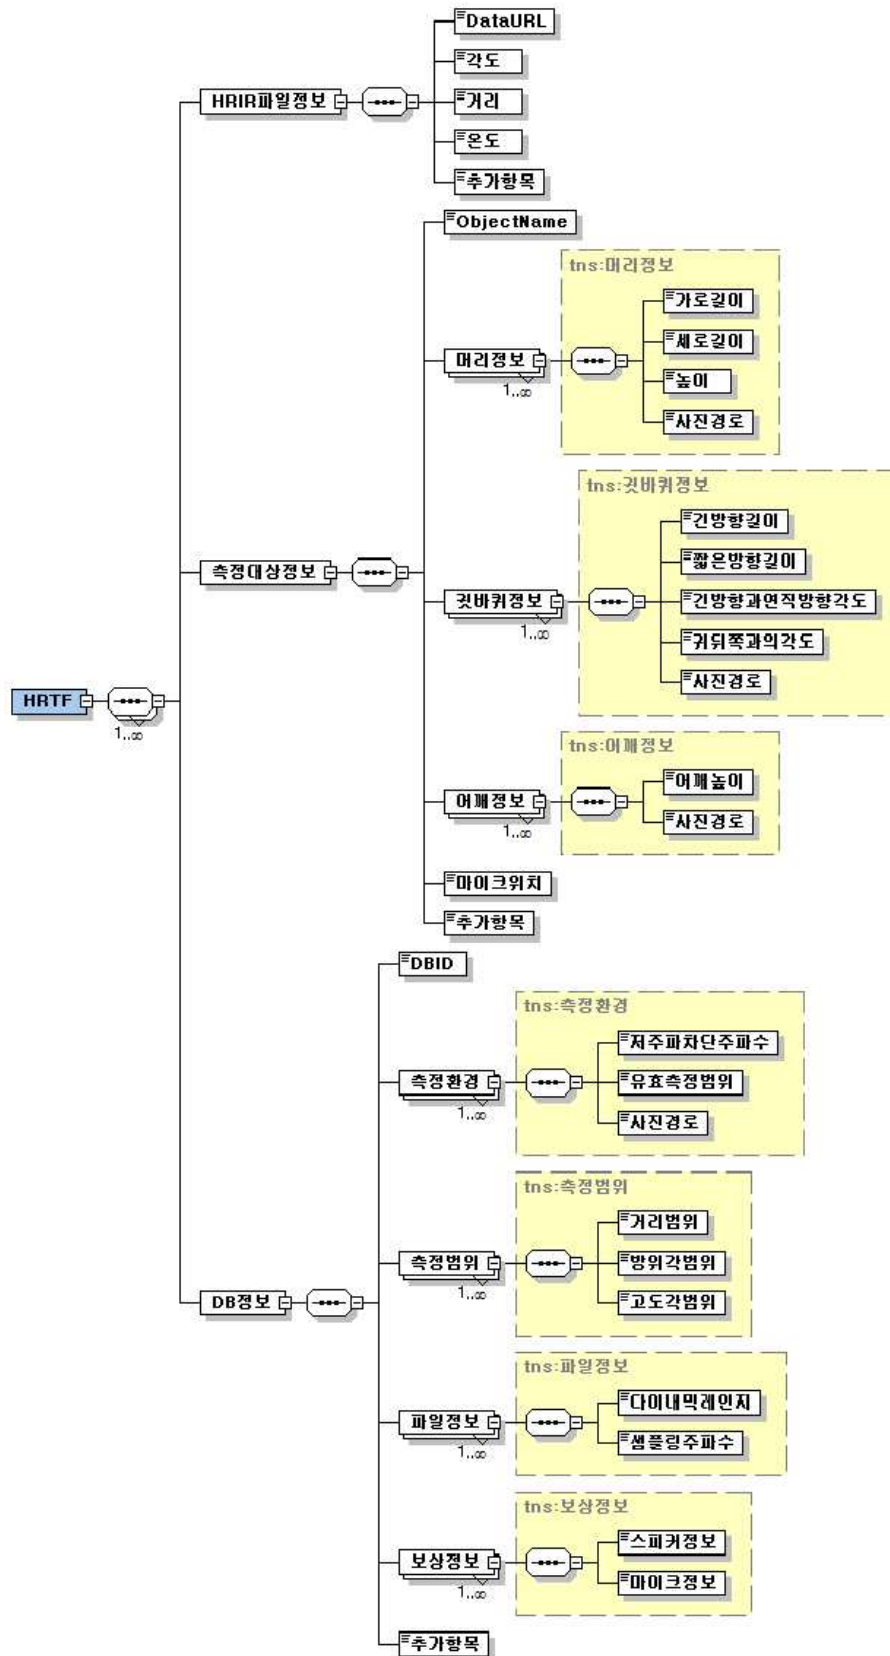 DataURL
각도
HRIR파일정보
거리
온도
추가항목
ObjectName
tns:머리정보
가로길이
세로길이
머리정보
높이
1..∞
사진경로
tns:귓바퀴정보
긴방향길이
짧은방향길이
측정대상정보
귓바퀴정보
긴방향과연직방향각도
1..∞
귀뒤쪽과의각도
사진경로
HRTF
1..∞
tns:어깨정보
어깨높이
어깨정보
사진경로
1..∞
마이크위치
추가항목
DBID
tns:측정환경
저주파차단주파수
측정환경
유효측정범위
1..∞
사진경로
tns:측정범위
거리범위
측정범위
방위각범위
1..∞
고도각범위
DB정보
tns:파일정보
다이내믹레인지
파일정보
샘플링주파수
1..∞
tns:보상정보
스피커정보
보상정보
마이크정보
1..∞
추가항목